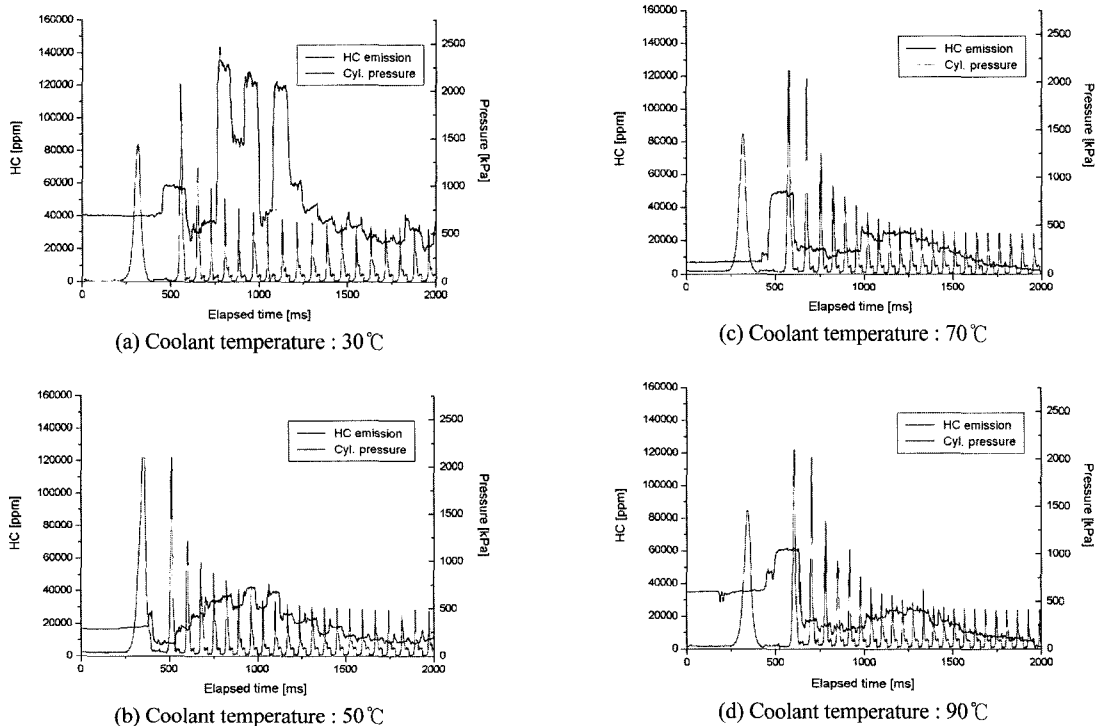 160000
140000
120000
100000
80000
60000
40000
20000
0
HC [ppm]
2500
2000
1500
1000
500
0
Pressure [kPa]
HC emission
Cyl. pressure
0 500 1000 1500 2000
Elapsed time [ms]
(a) Coolant temperature : 30℃
160000
140000
120000
100000
80000
60000
40000
20000
0
HC [ppm]
2500
2000
1500
1000
500
0
Pressure [kPa]
HC emission
Cyl. pressure
0 500 1000 1500 2000
Elapsed time [ms]
(b) Coolant temperature : 50℃
160000
140000
120000
100000
80000
60000
40000
20000
0
HC [ppm]
2500
2000
1500
1000
500
0
Pressure [kPa]
HC emission
Cyl. pressure
0 500 1000 1500 2000
Elapsed time [ms]
(c) Coolant temperature : 70℃
160000
140000
120000
100000
80000
60000
40000
20000
0
HC [ppm]
2500
2000
1500
1000
500
0
Pressure [kPa]
HC emission
Cyl. pressure
0 500 1000 1500 2000
Elapsed time [ms]
(d) Coolant temperature : 90℃